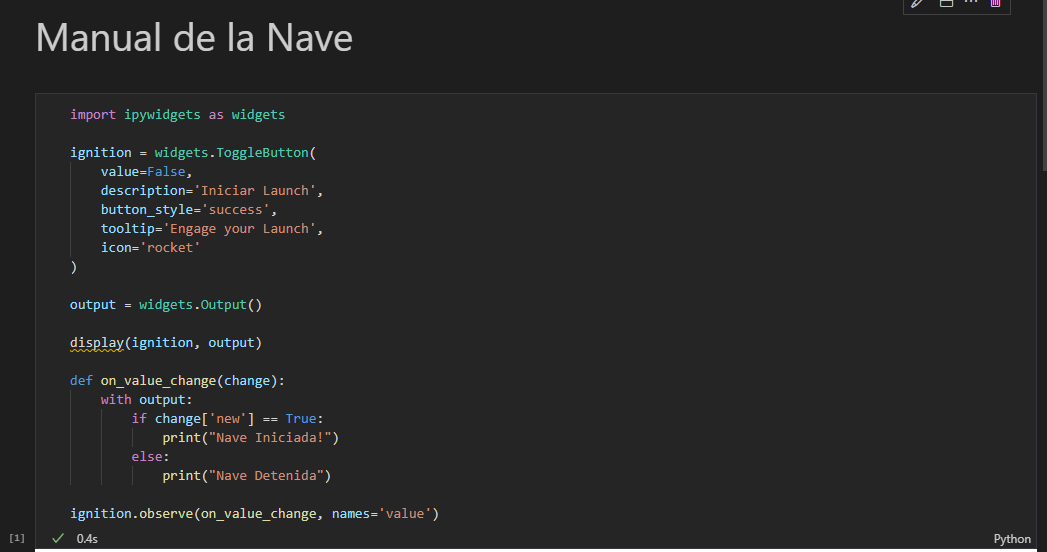 Manual de la Nave
import ipywidgets as widgets
ignition = widgets.ToggleButton(
    value=False,
    description='Iniciar Launch',
    button_style='success',
    tooltip='Engage your Launch',
    icon='rocket'
)
output = widgets.Output()
display(ignition, output)
def on_value_change(change):
    with output:
        if change['new'] == True:
            print("Nave Iniciada!")
        else:
            print("Nave Detenida")
ignition.observe(on_value_change, names='value')
[1] ✓ 0.4s Python